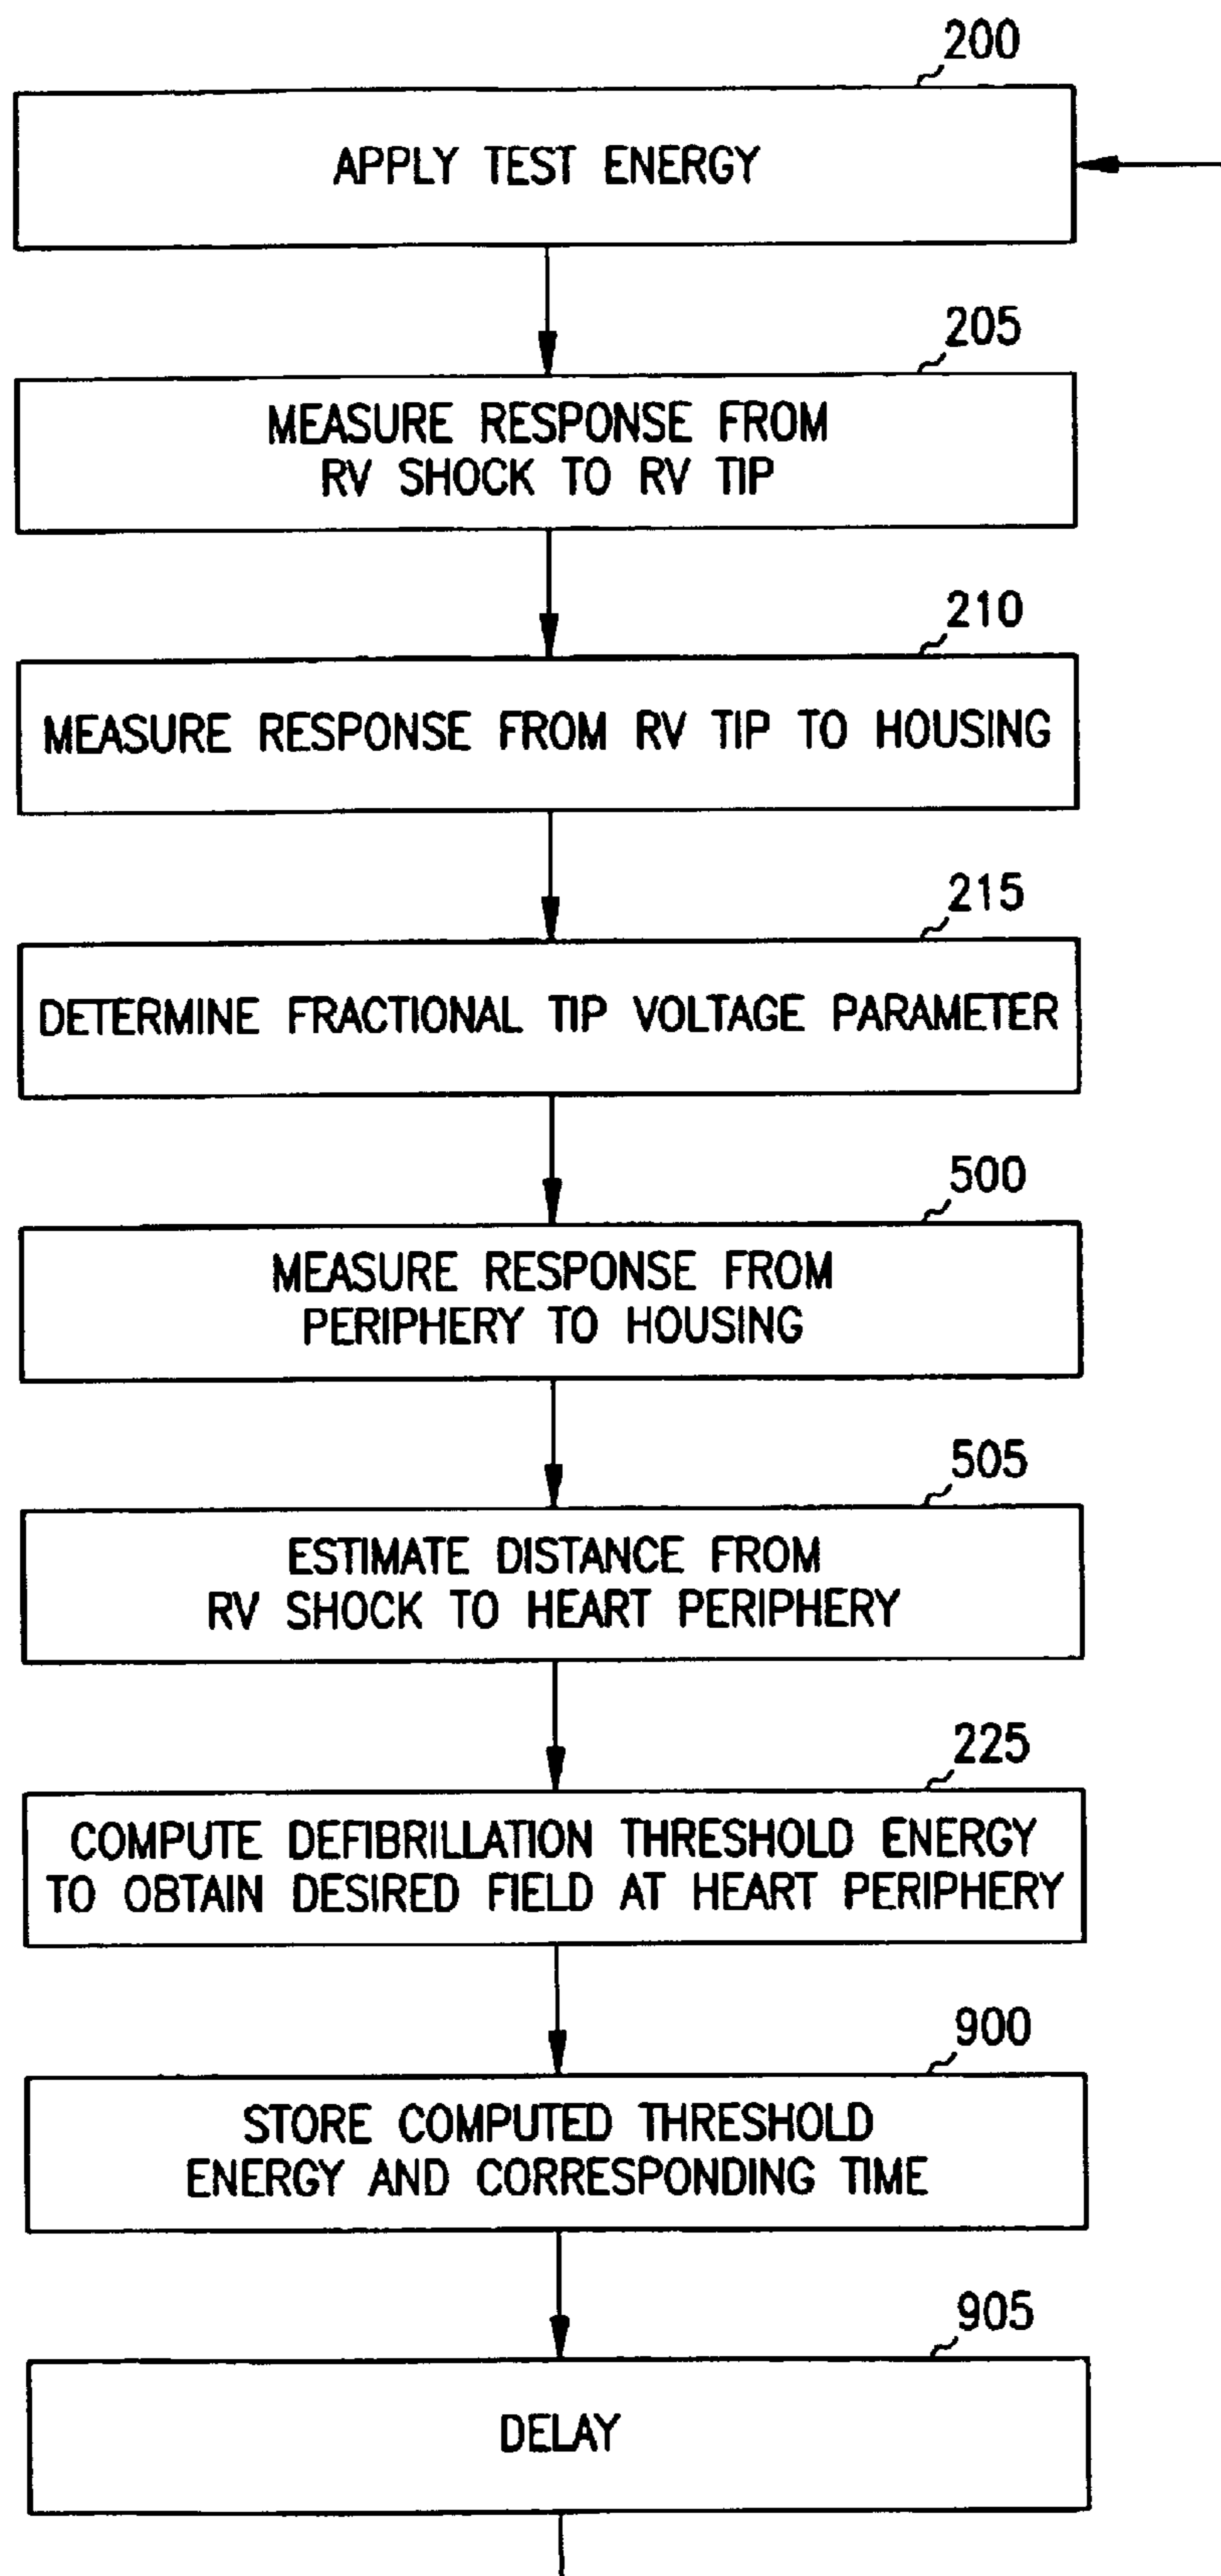 200
APPLY TEST ENERGY
205
MEASURE RESPONSE FROM
RV SHOCK TO RV TIP
210
MEASURE RESPONSE FROM RV TIP TO HOUSING
215
DETERMINE FRACTIONAL TIP VOLTAGE PARAMETER
500
MEASURE RESPONSE FROM
PERIPHERY TO HOUSING
505
ESTIMATE DISTANCE FROM
RV SHOCK TO HEART PERIPHERY
225
COMPUTE DEFIBRILLATION THRESHOLD ENERGY
TO OBTAIN DESIRED FIELD AT HEART PERIPHERY
900
STORE COMPUTED THRESHOLD
ENERGY AND CORRESPONDING TIME
905
DELAY